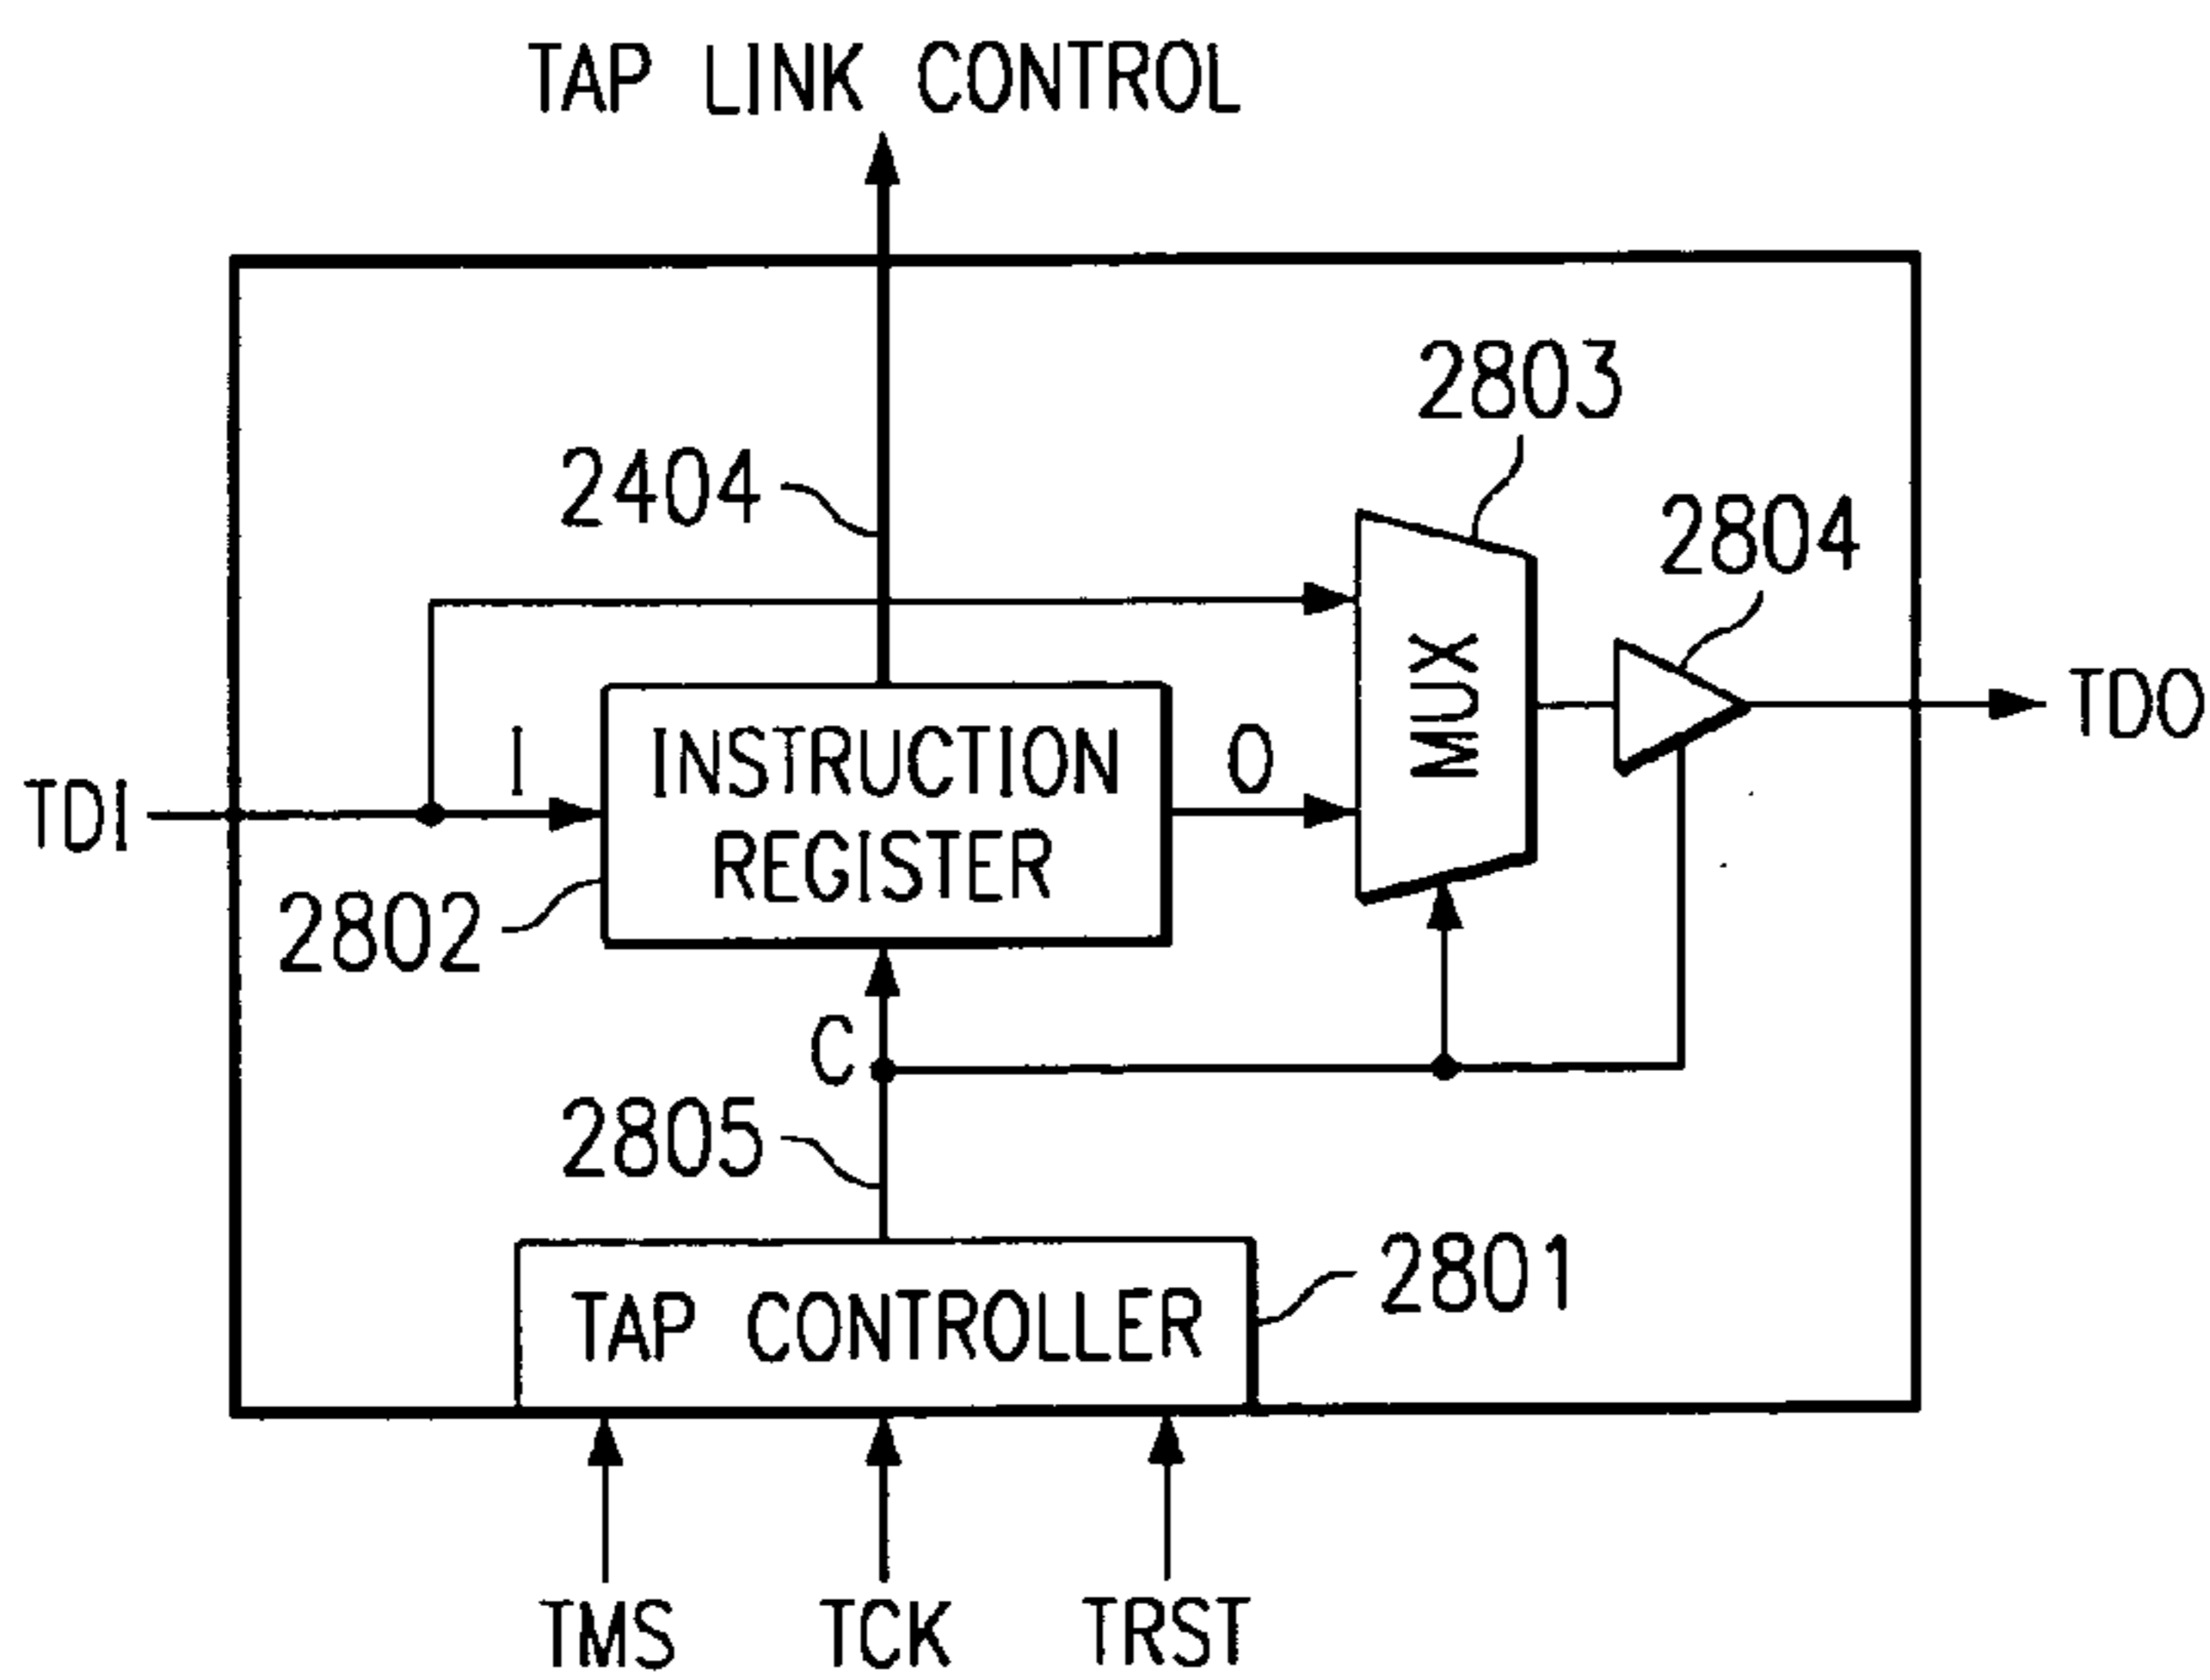 TAP LINK CONTROL
2803
2404
2804
MUX
TDO
I
INSTRUCTION
REGISTER
O
TDI
2802
C
2805
2801
TAP CONTROLLER
TMS
TCK
TRST